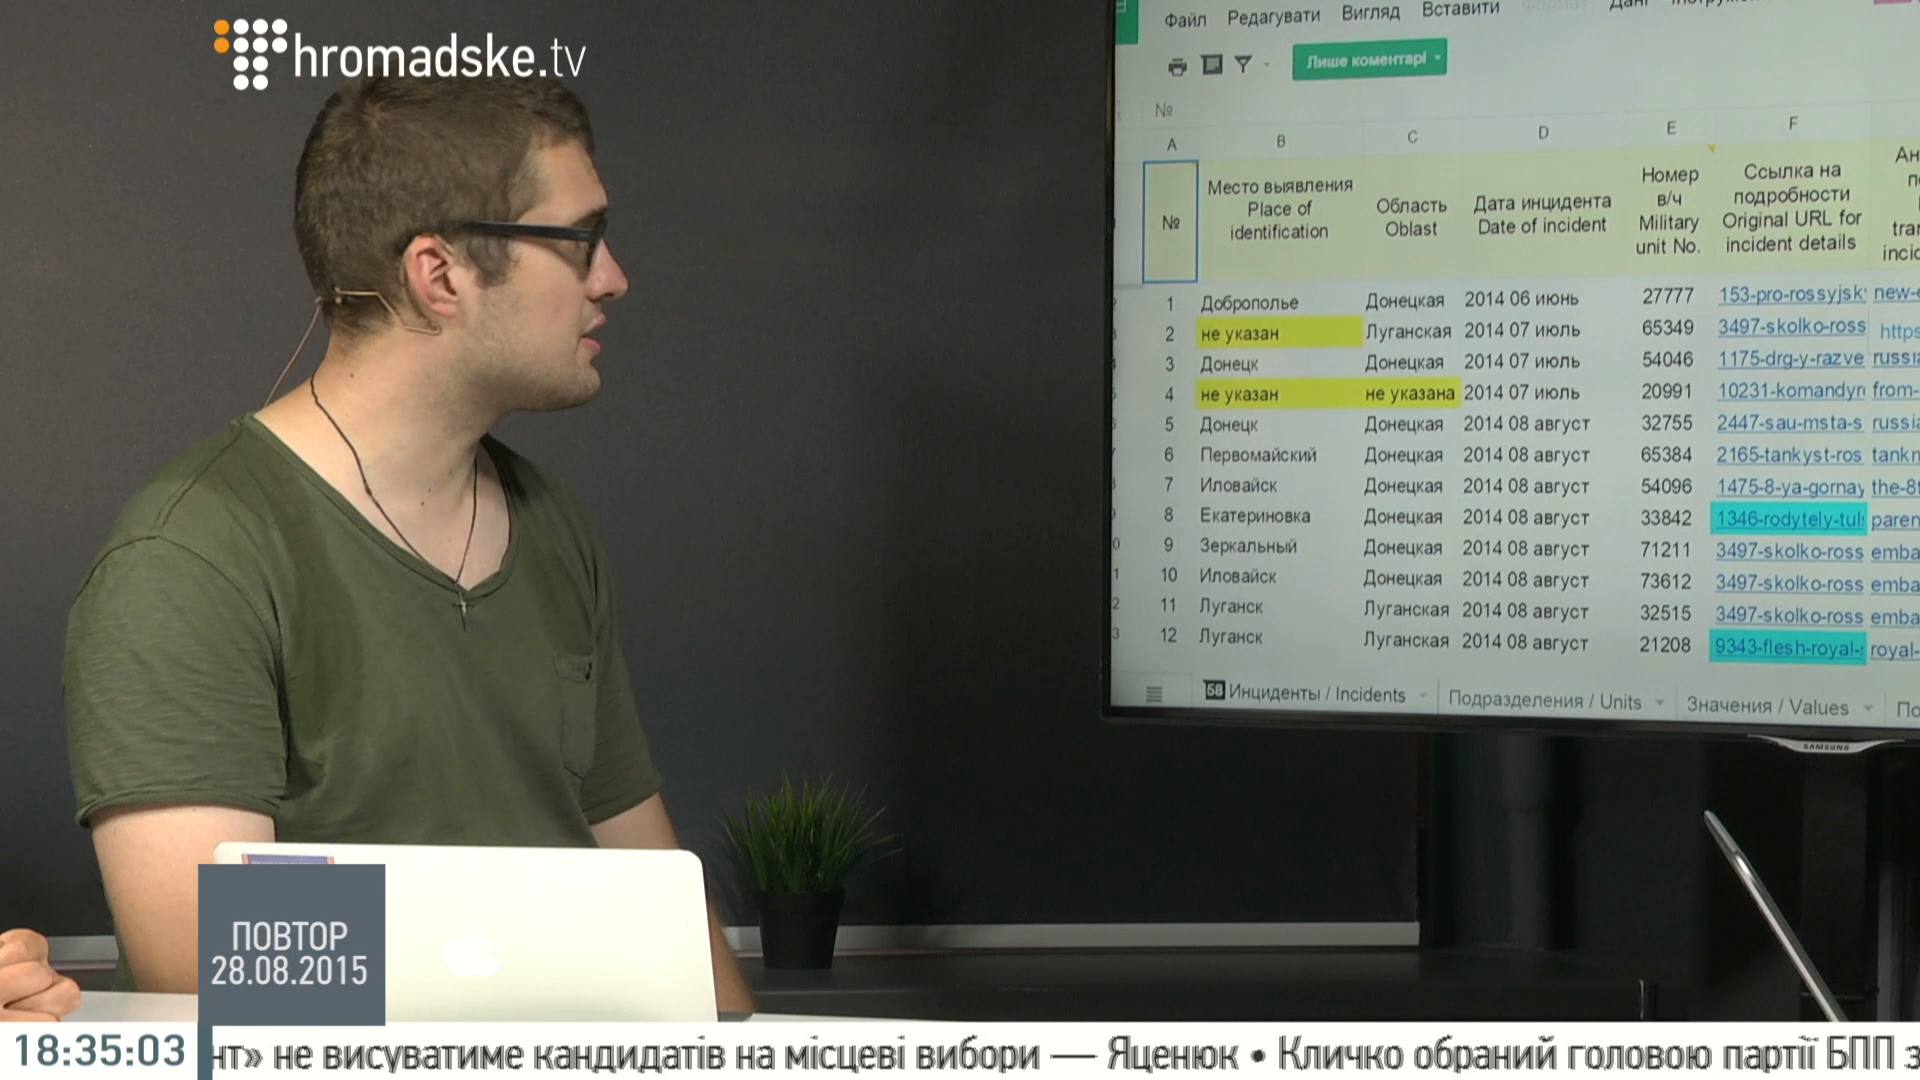 hromadske.tv
Файл Редагувати Вигляд Вставити
Лише коментарі
№
A B C D E F
№
Место выявления
Place of
identification
Область
Oblast
Дата инцидента
Date of incident
Номер
в/ч
Military
unit No.
Ссылка на
подробности
Original URL for
incident details
1 Доброполье Донецкая 2014 06 июнь 27777 153-pro-rossyjsk new-
2 не указан Луганская 2014 07 июль 65349 3497-skolko-ross https
3 Донецк Донецкая 2014 07 июль 54046 1175-drg-y-razve russia
4 не указан не указана 2014 07 июль 20991 10231-komandyr from-
5 Донецк Донецкая 2014 08 август 32755 2447-sau-msta-s russia
6 Первомайский Донецкая 2014 08 август 65384 2165-tankyst-ros tankm
7 Иловайск Донецкая 2014 08 август 54096 1475-8-ya-gornay the-8t
8 Екатериновка Донецкая 2014 08 август 33842 1346-rodytely-tul paren
9 Зеркальный Донецкая 2014 08 август 71211 3497-skolko-ross emba
10 Иловайск Донецкая 2014 08 август 73612 3497-skolko-ross emba
11 Луганск Луганская 2014 08 август 32515 3497-skolko-ross emba
12 Луганск Луганская 2014 08 август 21208 9343-flesh-royal- royal-
58 Инциденты / Incidents Подразделения / Units Значения / Values По
SAMSUNG
ПОВТОР
28.08.2015
18:35:03 нт» не висуватиме кандидатів на місцеві вибори — Яценюк • Кличко обраний головою партії БПП з